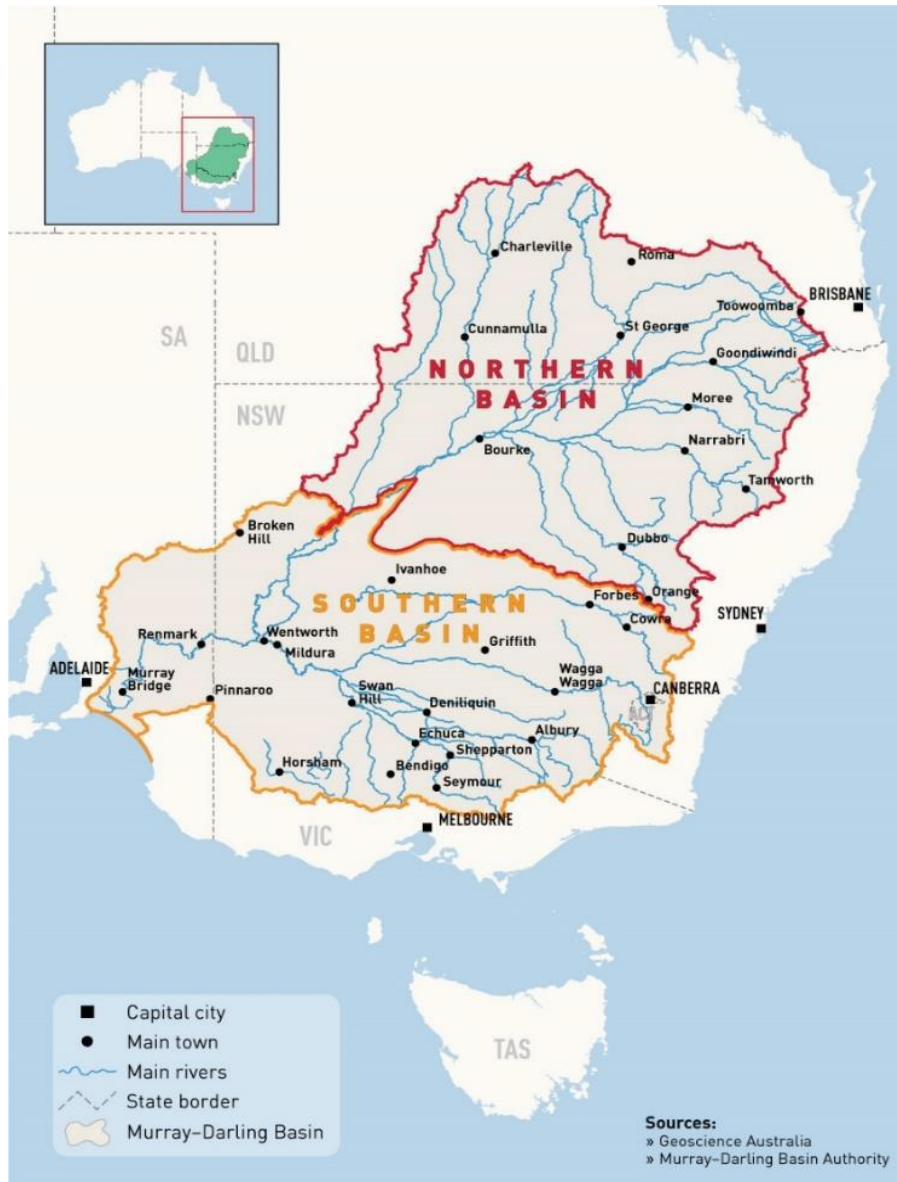 Charleville
Roma
BRISBANE
Toowoomba
SA
QLD
Cunnamulla
St George
Goondiwindi
NORTHERN
BASIN
NSW
Moree
Bourke
Narrabri
Tamworth
Broken
Hill
Dubbo
Ivanhoe
Forbes
Orange
SOUTHERN
BASIN
SYDNEY
Cowra
Renmark
Wentworth
Mildura
Griffith
ADELAIDE
Murray
Bridge
Pinnaroo
Swan
Hill
Wagga
Wagga
CANBERRA
ACT
Deniliquin
Echuca
Albury
Shepparton
Horsham
Bendigo
Seymour
MELBOURNE
VIC
TAS
Capital city
Main town
Main rivers
State border
Murray–Darling Basin
Sources:
» Geoscience Australia
» Murray–Darling Basin Authority